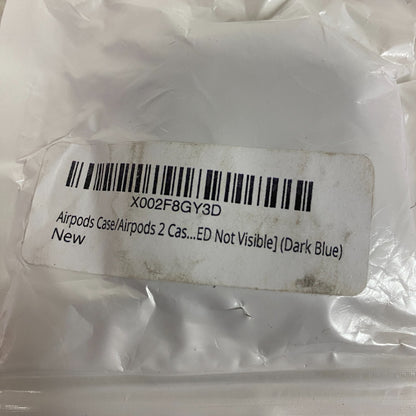 X002F8GY3D
Airpods Case/Airpods 2 Cas...ED Not Visible] (Dark Blue)
New